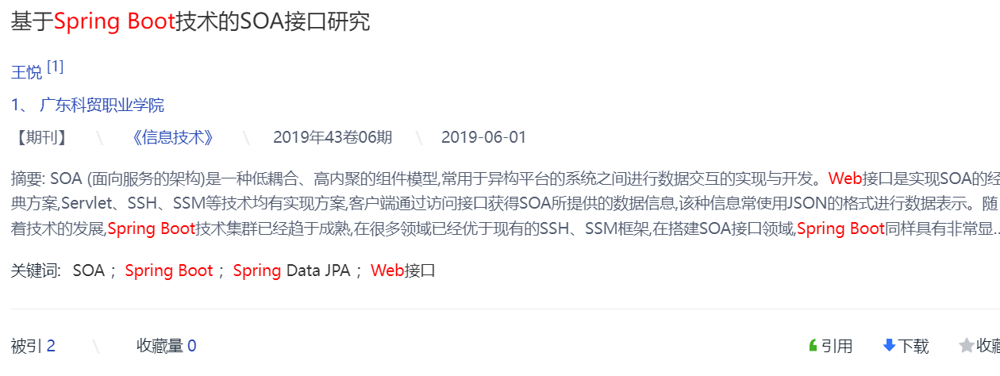 基于Spring Boot技术的SOA接口研究
王悦 [1]
1、 广东科贸职业学院
【期刊】 \ 《信息技术》 \ 2019年43卷06期 \ 2019-06-01
摘要: SOA (面向服务的架构)是一种低耦合、高内聚的组件模型,常用于异构平台的系统之间进行数据交互的实现与开发。Web接口是实现SOA的经
典方案,Servlet、SSH、SSM等技术均有实现方案,客户端通过访问接口获得SOA所提供的数据信息,该种信息常使用JSON的格式进行数据表示。随
着技术的发展,Spring Boot技术集群已经趋于成熟,在很多领域已经优于现有的SSH、SSM框架,在搭建SOA接口领域,Spring Boot同样具有非常显...
关键词: SOA ; Spring Boot ; Spring Data JPA ; Web接口
被引 2 \ 收藏量 0 引用 下载 收藏